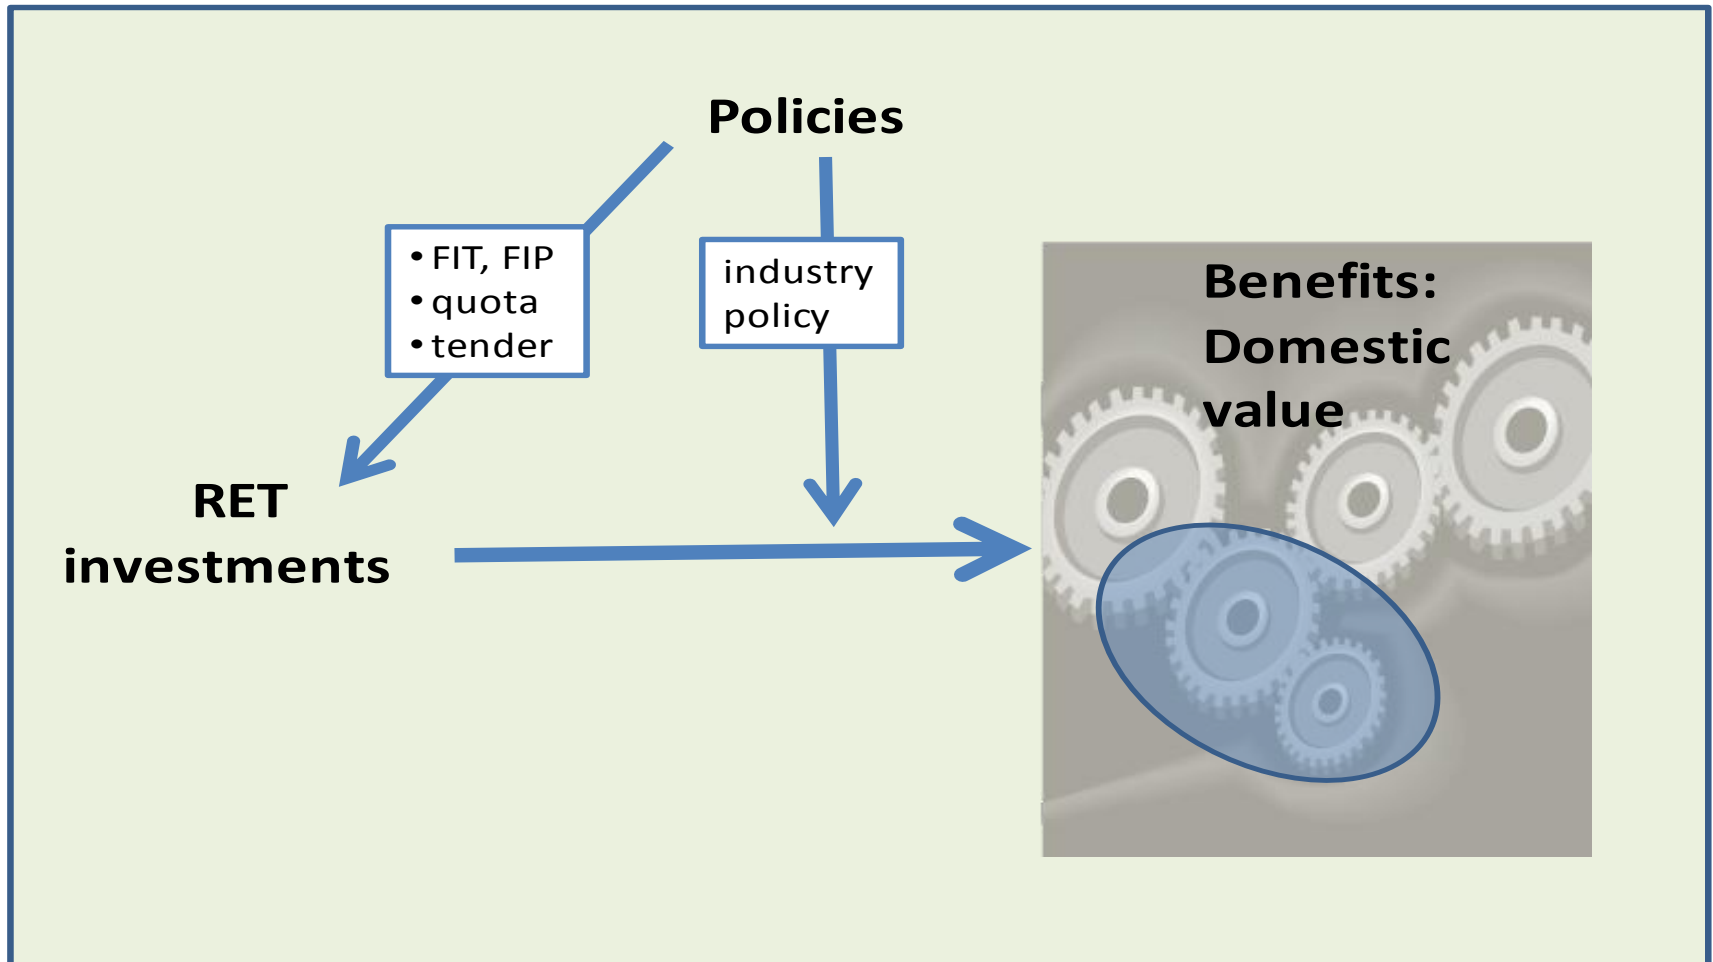 Policies
• FIT, FIP
• quota
• tender
industry
policy
Benefits:
Domestic
value
RET
investments